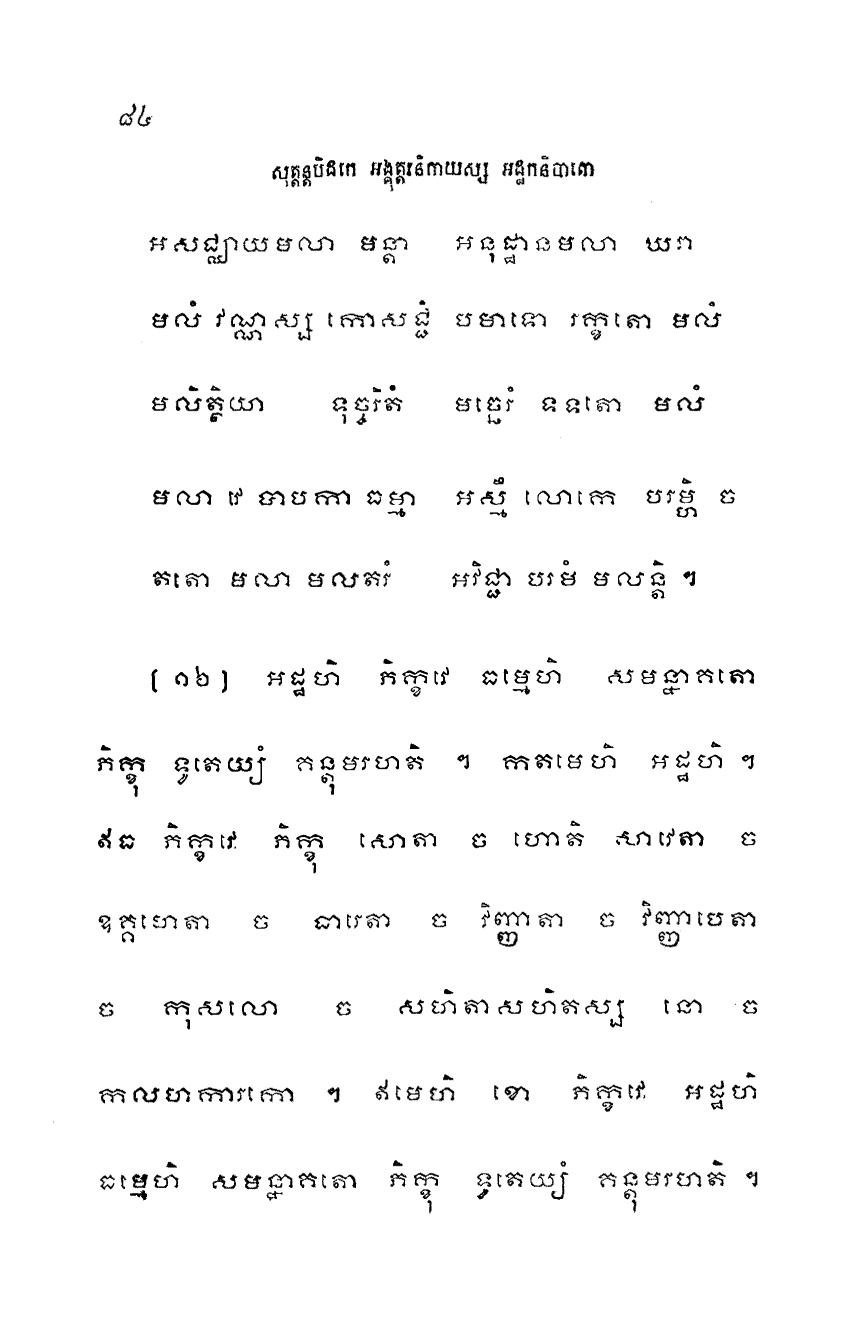 ៨៤
សុត្តន្តបិដកេ អង្គុត្តរនិកាយស្ស អដ្ឋកនិបាតោ
អសជ្ឈាយមលា មន្តា អនុដ្ឋានមលា ឃរា
មលំ វណ្ណស្ស កោសជ្ជំ បមាទោ រក្ខតោ មលំ
មលិត្ថិយា ទុច្ចរិតំ មច្ឆេរំ ទទតោ មលំ
មលា វេ បាបកា ធម្មា អស្មឹ លោកេ បរម្ហិ ច
តតោ មលា មលតរំ អវិជ្ជា បរមំ មលន្តិ ។
[ ១៦ ] អដ្ឋហិ ភិក្ខវេ ធម្មេហិ សមន្នាគតោ
ភិក្ខុ ទូតេយ្យំ គន្តុមរហតិ ។ កតមេហិ អដ្ឋហិ ។
ឥធ ភិក្ខវេ ភិក្ខុ សោតា ច ហោតិ សាវេតា ច
ឧគ្គហេតា ច ធារេតា ច វិញ្ញាតា ច វិញ្ញាបេតា
ច កុសលោ ច សហិតាសហិតស្ស នោ ច
កលហការកោ ។ ឥមេហិ ខោ ភិក្ខវេ អដ្ឋហិ
ធម្មេហិ សមន្នាគតោ ភិក្ខុ ទូតេយ្យំ គន្តុមរហតិ ។